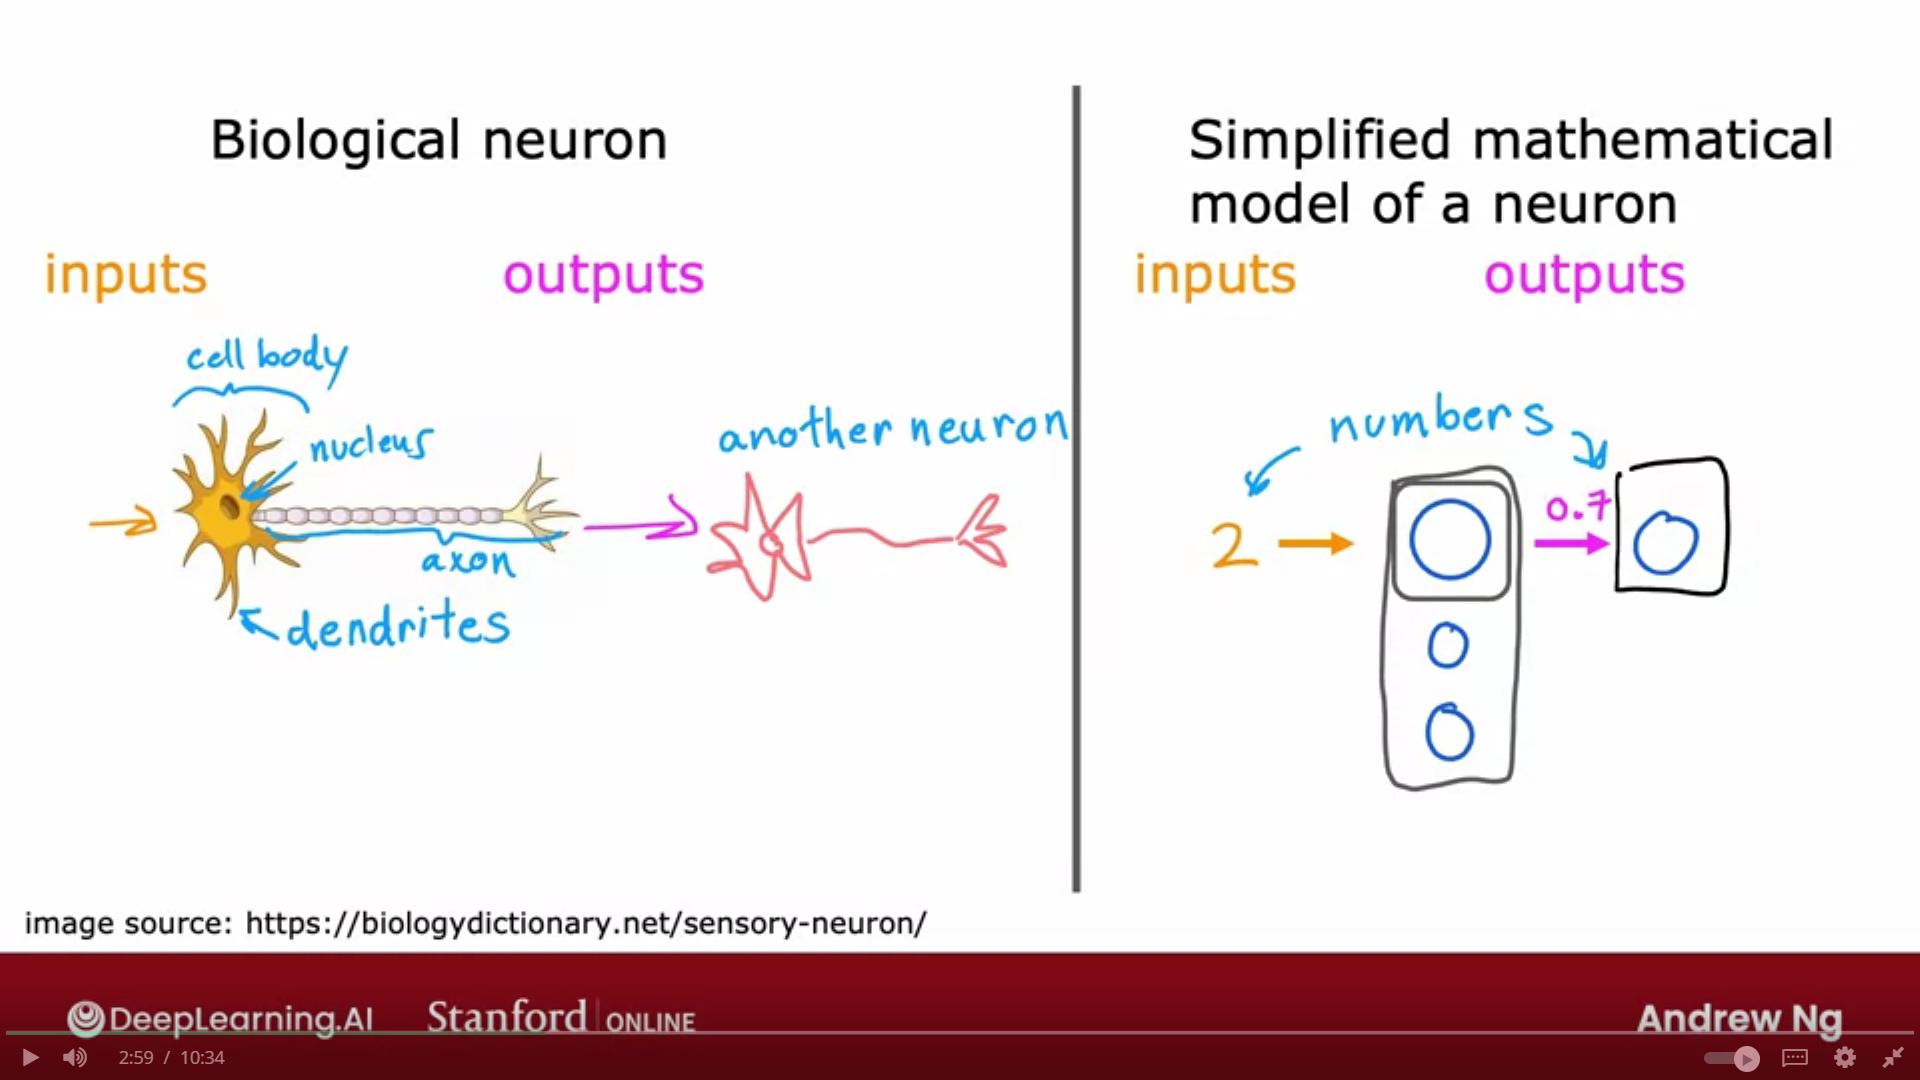 Biological neuron
inputs
outputs
cell body
nucleus
another neuron
axon
dendrites
Simplified mathematical
model of a neuron
inputs
outputs
numbers
2
0.7
image source: https://biologydictionary.net/sensory-neuron/
DeepLearning.AI
Stanford ONLINE
Andrew Ng
2:59 / 10:34